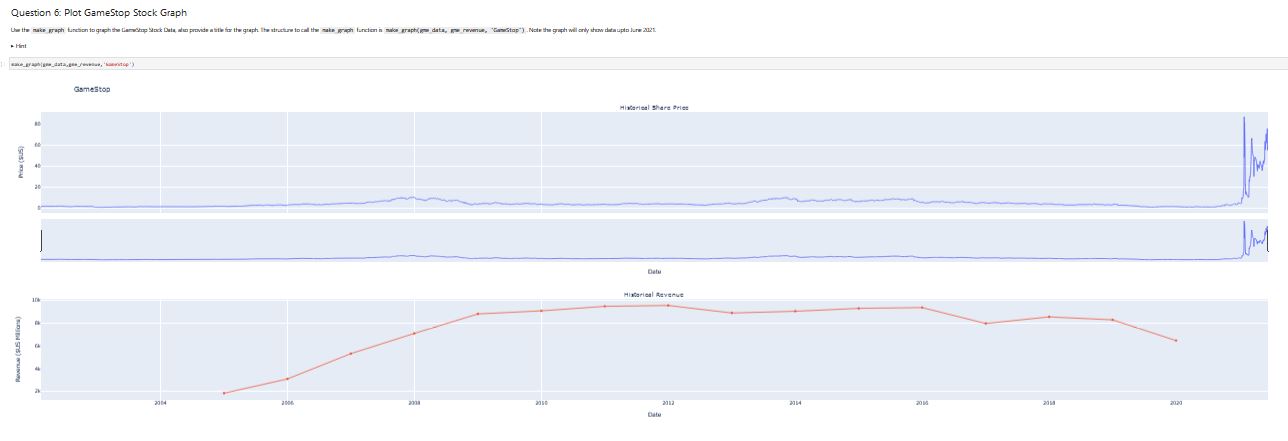 Question 6: Plot GameStop Stock Graph
Use the make_graph function to graph the GameStop Stock Data, also provide a title for the graph. The structure to call the make_graph function is make_graph(gme_data, gme_revenue, 'GameStop') . Note the graph will only show data upto June 2021.
▸ Hint
make_graph(gme_data,gme_revenue,'GameStop')
GameStop
Historical Share Price
Price ($US)
80
60
40
20
0
Date
Historical Revenue
Revenue ($US Millions)
10k
8k
6k
4k
2k
2004 2006 2008 2010 2012 2014 2016 2018 2020
Date